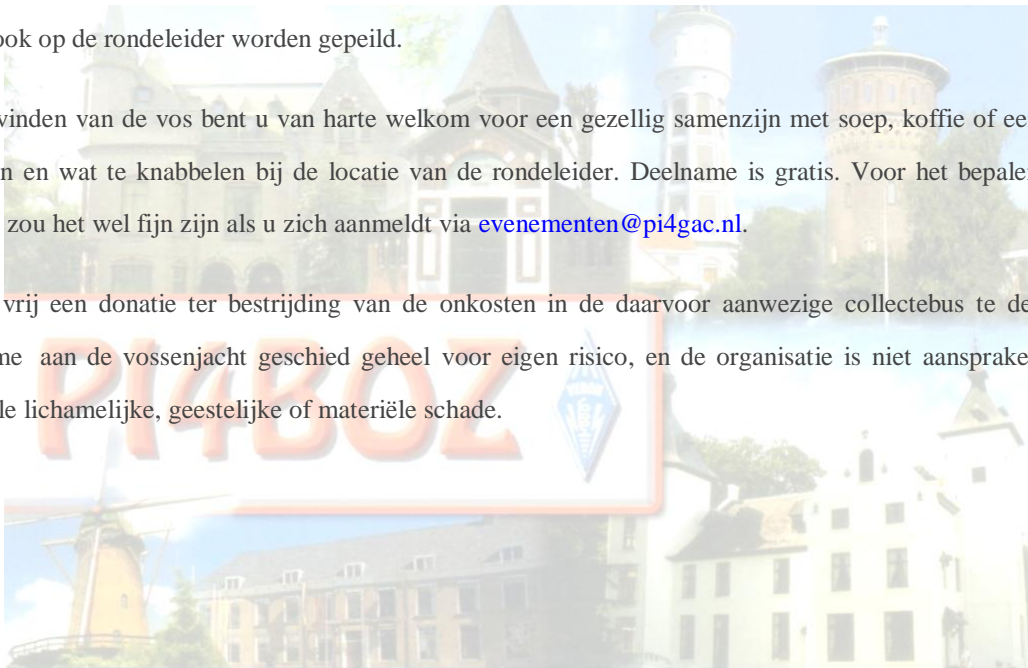 ook op de rondeleider worden gepeild.
vinden van de vos bent u van harte welkom voor een gezellig samenzijn met soep, koffie of ee
n en wat te knabbelen bij de locatie van de rondeleider. Deelname is gratis. Voor het bepale
zou het wel fijn zijn als u zich aanmeldt via evenementen@pi4gac.nl.
vrij een donatie ter bestrijding van de onkosten in de daarvoor aanwezige collectebus te de
me aan de vossenjacht geschied geheel voor eigen risico, en de organisatie is niet aansprake
le lichamelijke, geestelijke of materiële schade.
PI4BOZ